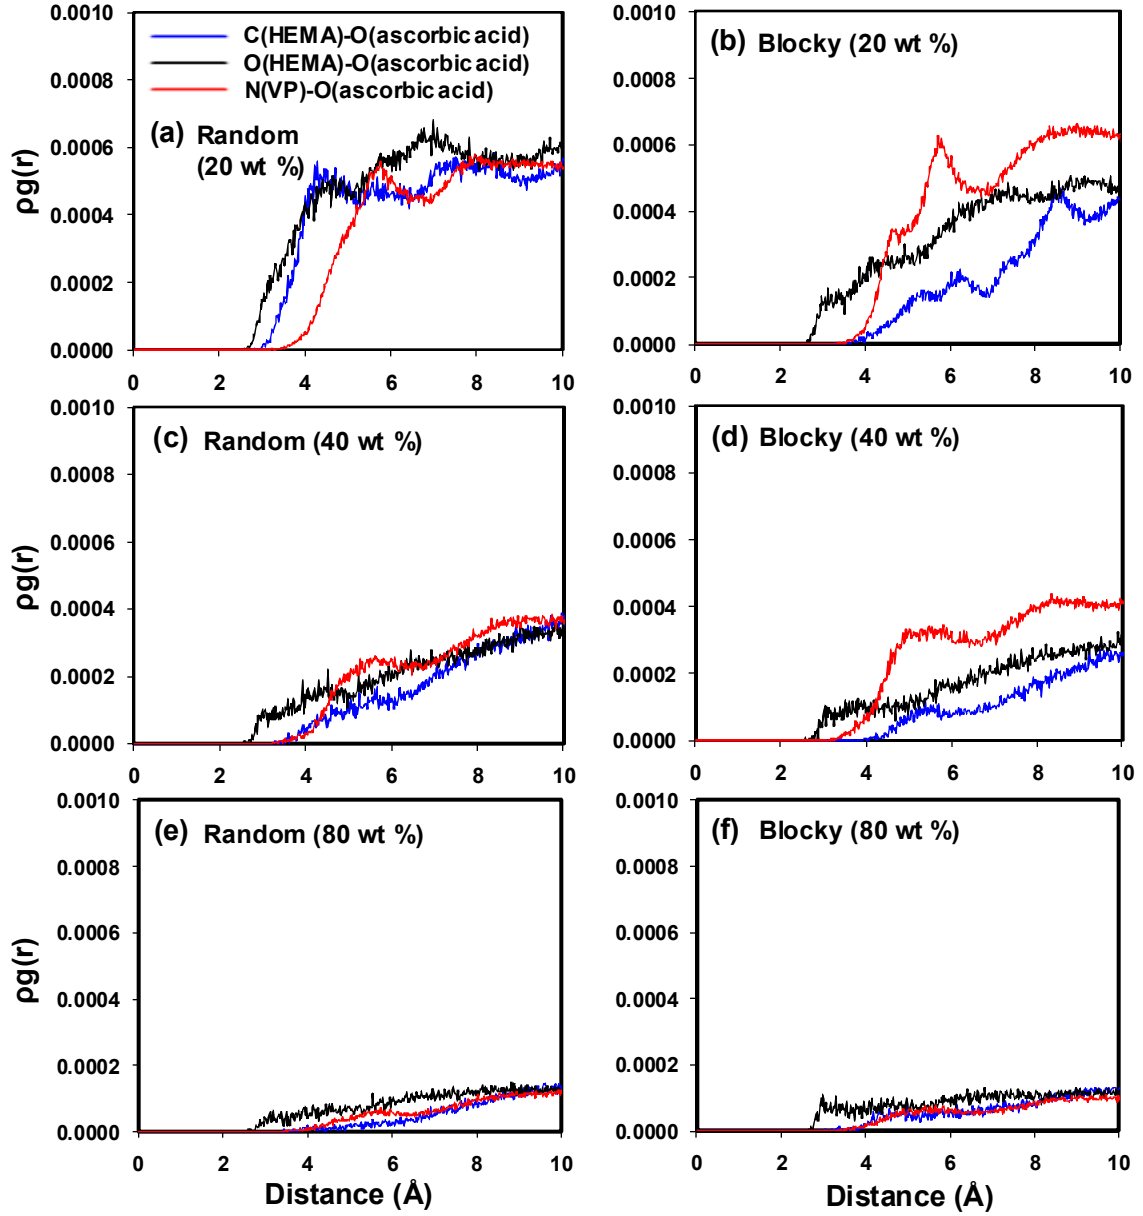 0.0010
0.0008
0.0006
0.0004
0.0002
0.0000
ρg(r)
C(HEMA)-O(ascorbic acid)
O(HEMA)-O(ascorbic acid)
N(VP)-O(ascorbic acid)
(a) Random
(20 wt %)
0 2 4 6 8 10
0.0010
0.0008
0.0006
0.0004
0.0002
0.0000
(b) Blocky (20 wt %)
0 2 4 6 8 10
0.0010
0.0008
0.0006
0.0004
0.0002
0.0000
ρg(r)
(c) Random (40 wt %)
0 2 4 6 8 10
0.0010
0.0008
0.0006
0.0004
0.0002
0.0000
(d) Blocky (40 wt %)
0 2 4 6 8 10
0.0010
0.0008
0.0006
0.0004
0.0002
0.0000
ρg(r)
(e) Random (80 wt %)
0 2 4 6 8 10
Distance (Å)
0.0010
0.0008
0.0006
0.0004
0.0002
0.0000
(f) Blocky (80 wt %)
0 2 4 6 8 10
Distance (Å)